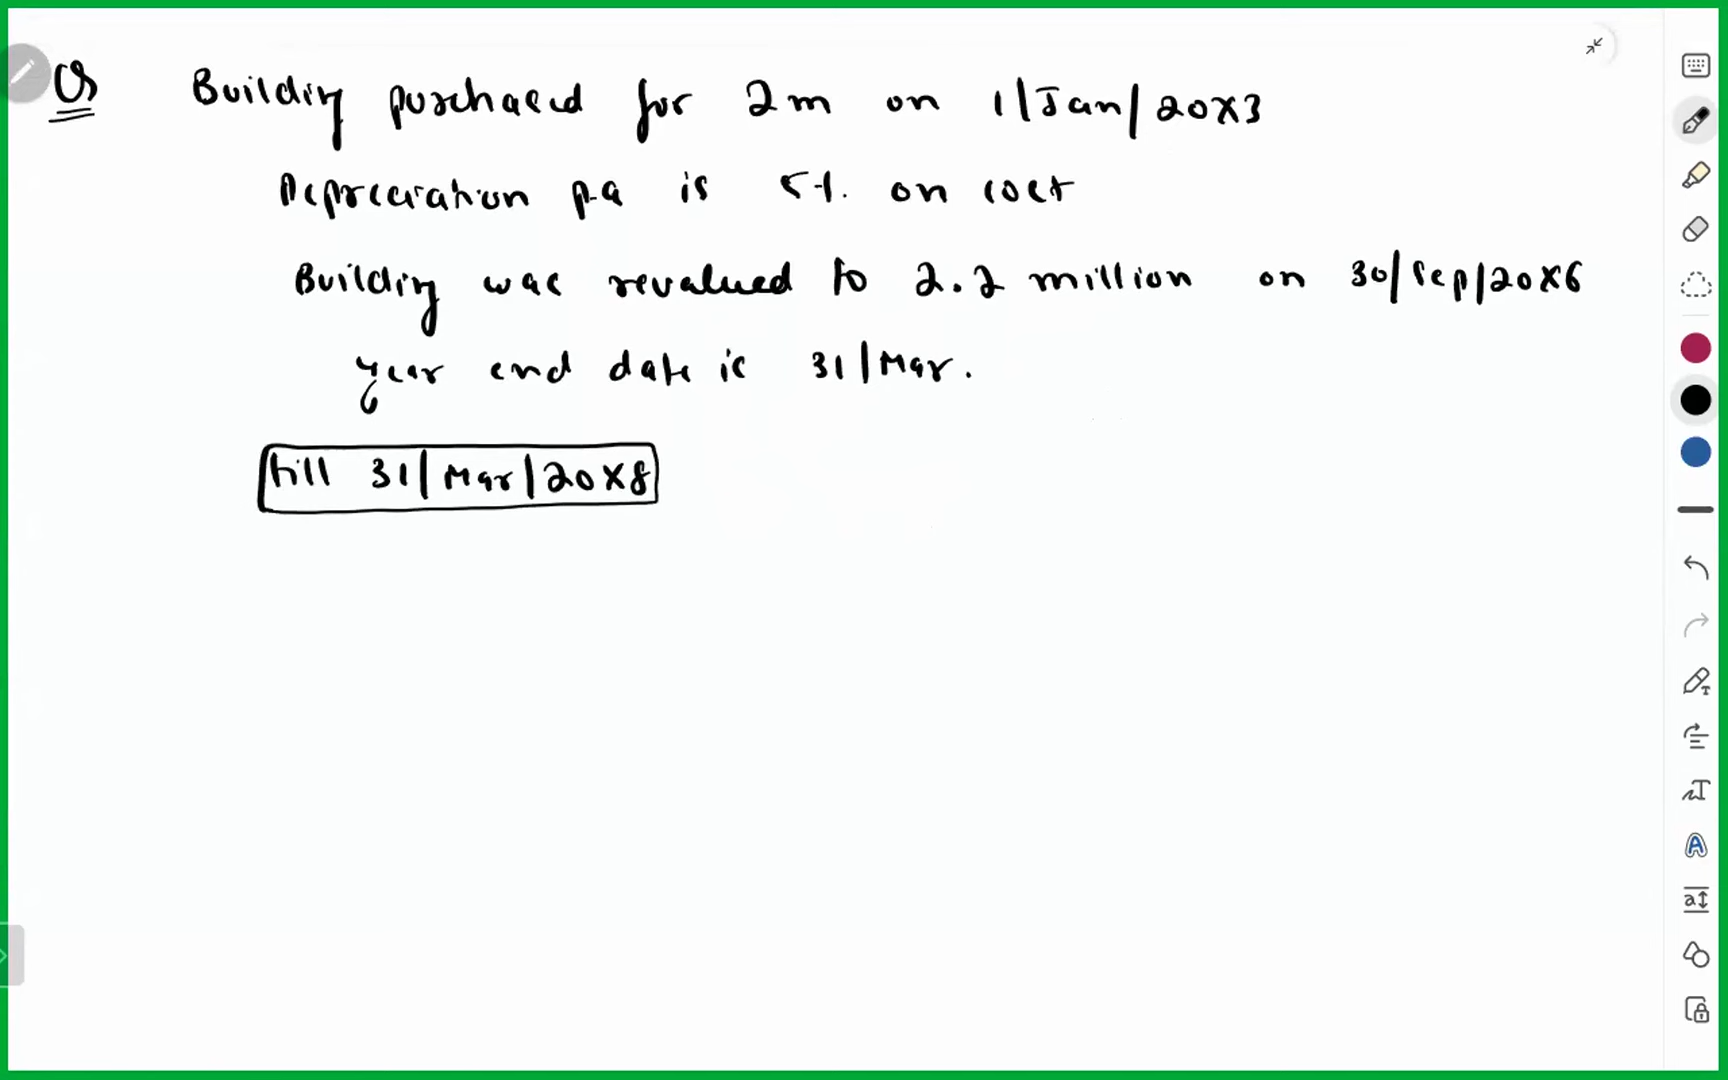 Q Building purchased for 2m on 1/Jan/20X3
Depreciation p.a is 5%. on cost
Building was revalued to 2.2 million on 30/Sep/20X6
year end date is 31/Mar.
till 31/Mar/20X8